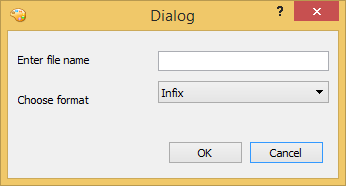 Dialog
?
Enter file name
Choose format
Infix
OK
Cancel